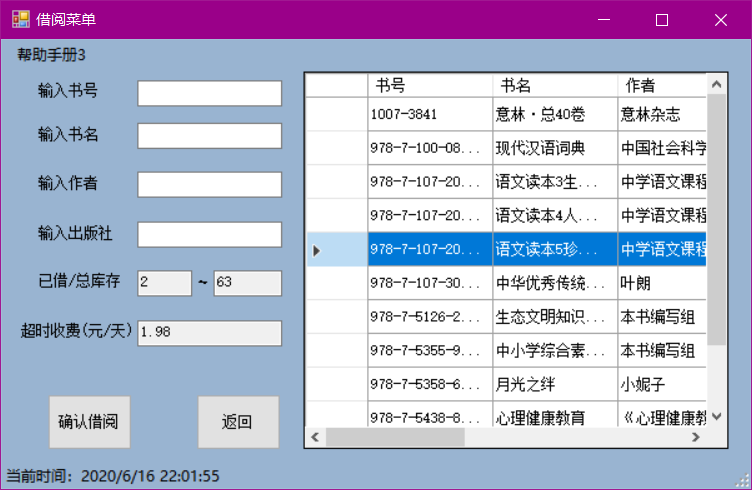 借阅菜单
帮助手册3
输入书号
输入书名
输入作者
输入出版社
已借/总库存 2 ~ 63
超时收费(元/天) 1.98
确认借阅 返回
书号 书名 作者
1007-3841 意林·总40卷 意林杂志
978-7-100-08... 现代汉语词典 中国社会科学
978-7-107-20... 语文读本3生... 中学语文课程
978-7-107-20... 语文读本4人... 中学语文课程
978-7-107-20... 语文读本5珍... 中学语文课程
978-7-107-30... 中华优秀传统... 叶朗
978-7-5126-2... 生态文明知识... 本书编写组
978-7-5355-9... 中小学综合素... 本书编写组
978-7-5358-6... 月光之绊 小妮子
978-7-5438-8... 心理健康教育 《心理健康
当前时间: 2020/6/16 22:01:55